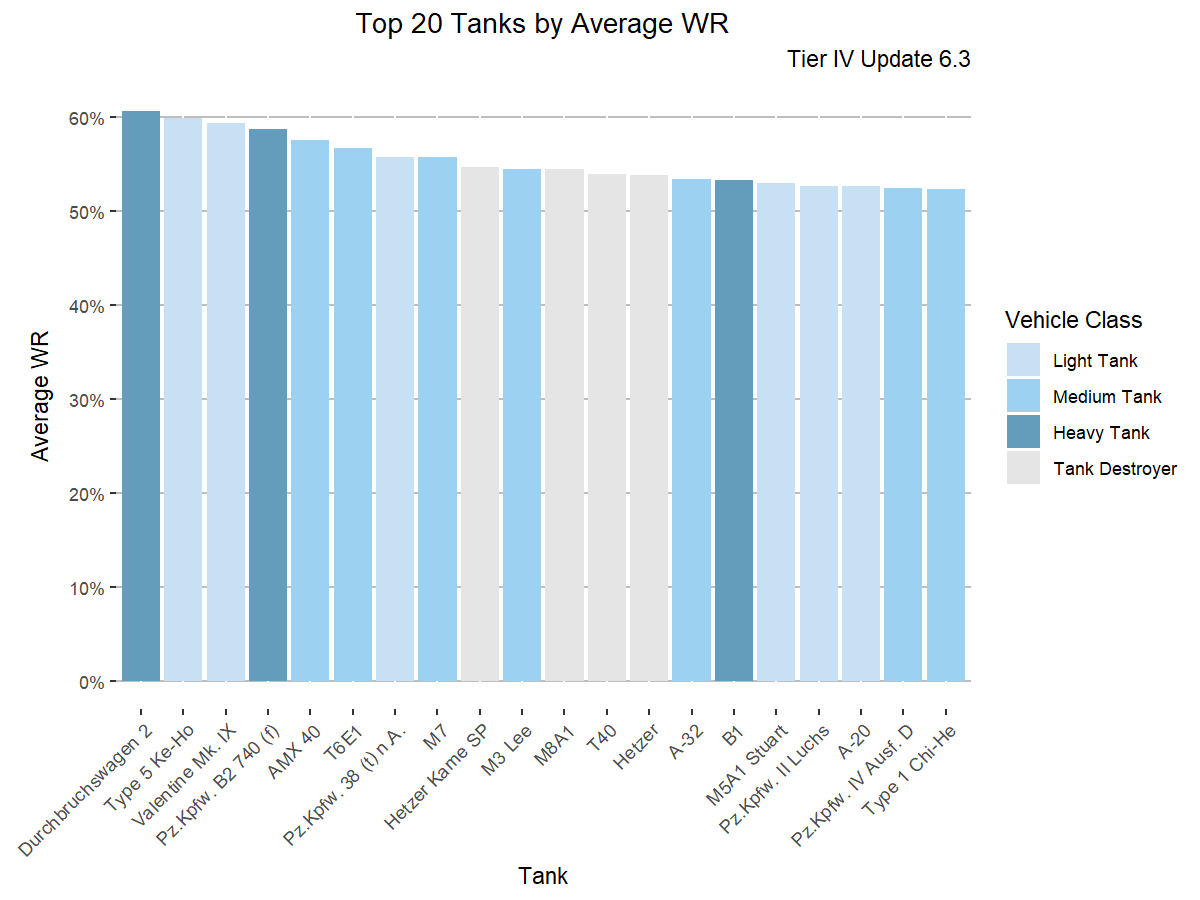 Top 20 Tanks by Average WR
Tier IV Update 6.3
Average WR
60%
50%
40%
30%
20%
10%
0%
Durchbruchswagen 2
Type 5 Ke-Ho
Valentine Mk. IX
Pz.Kpfw. B2 740 (f)
AMX 40
T6E1
Pz.Kpfw. 38 (t) n.A.
M7
Hetzer Kame SP
M3 Lee
M8A1
T40
Hetzer
A-32
B1
M5A1 Stuart
Pz.Kpfw. II Luchs
A-20
Pz.Kpfw. IV Ausf. D
Type 1 Chi-He
Tank
Vehicle Class
Light Tank
Medium Tank
Heavy Tank
Tank Destroyer